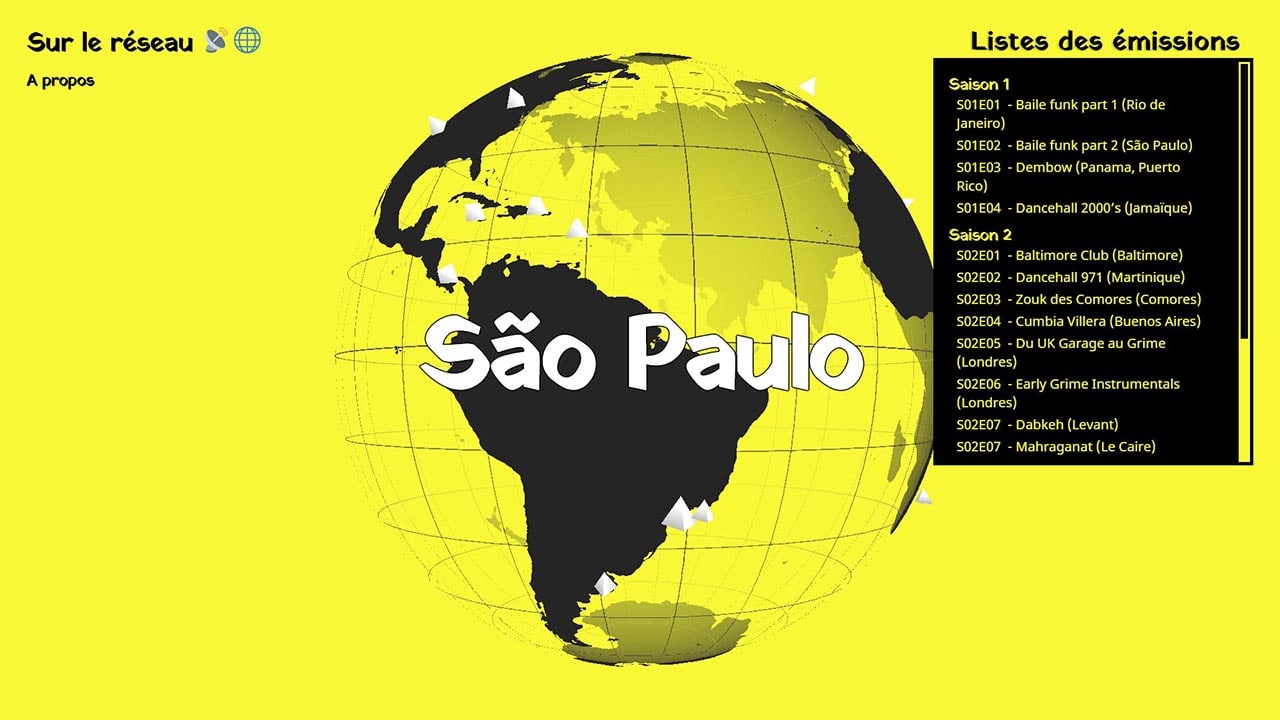 Sur le réseau 📡🌐
A propos
Listes des émissions
Saison 1
S01E01 - Baile funk part 1 (Rio de
Janeiro)
S01E02 - Baile funk part 2 (São Paulo)
S01E03 - Dembow (Panama, Puerto
Rico)
S01E04 - Dancehall 2000's (Jamaïque)
Saison 2
S02E01 - Baltimore Club (Baltimore)
S02E02 - Dancehall 971 (Martinique)
S02E03 - Zouk des Comores (Comores)
S02E04 - Cumbia Villera (Buenos Aires)
S02E05 - Du UK Garage au Grime
(Londres)
S02E06 - Early Grime Instrumentals
(Londres)
S02E07 - Dabkeh (Levant)
S02E07 - Mahraganat (Le Caire)
São Paulo